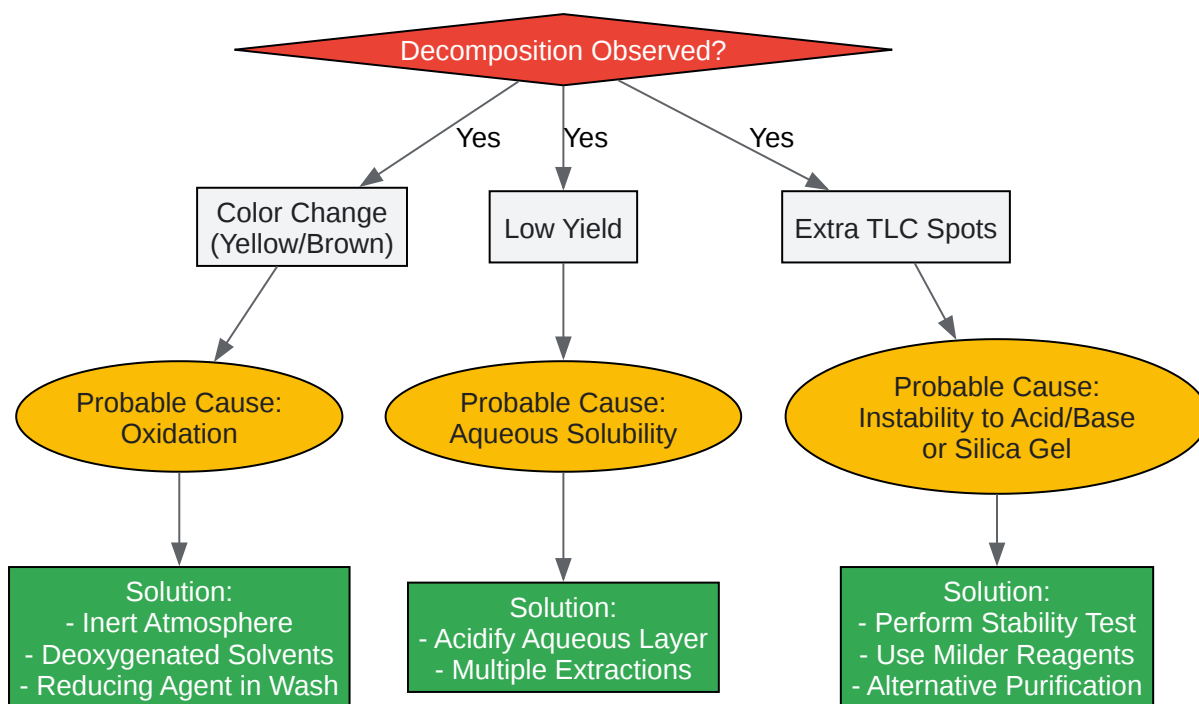 Decomposition Observed?
Yes
Yes
Yes
Color Change
(Yellow/Brown)
Low Yield
Extra TLC Spots
Probable Cause:
Oxidation
Probable Cause:
Aqueous Solubility
Probable Cause:
Instability to Acid/Base
or Silica Gel
Solution:
- Inert Atmosphere
- Deoxygenated Solvents
- Reducing Agent in Wash
Solution:
- Acidify Aqueous Layer
- Multiple Extractions
Solution:
- Perform Stability Test
- Use Milder Reagents
- Alternative Purification